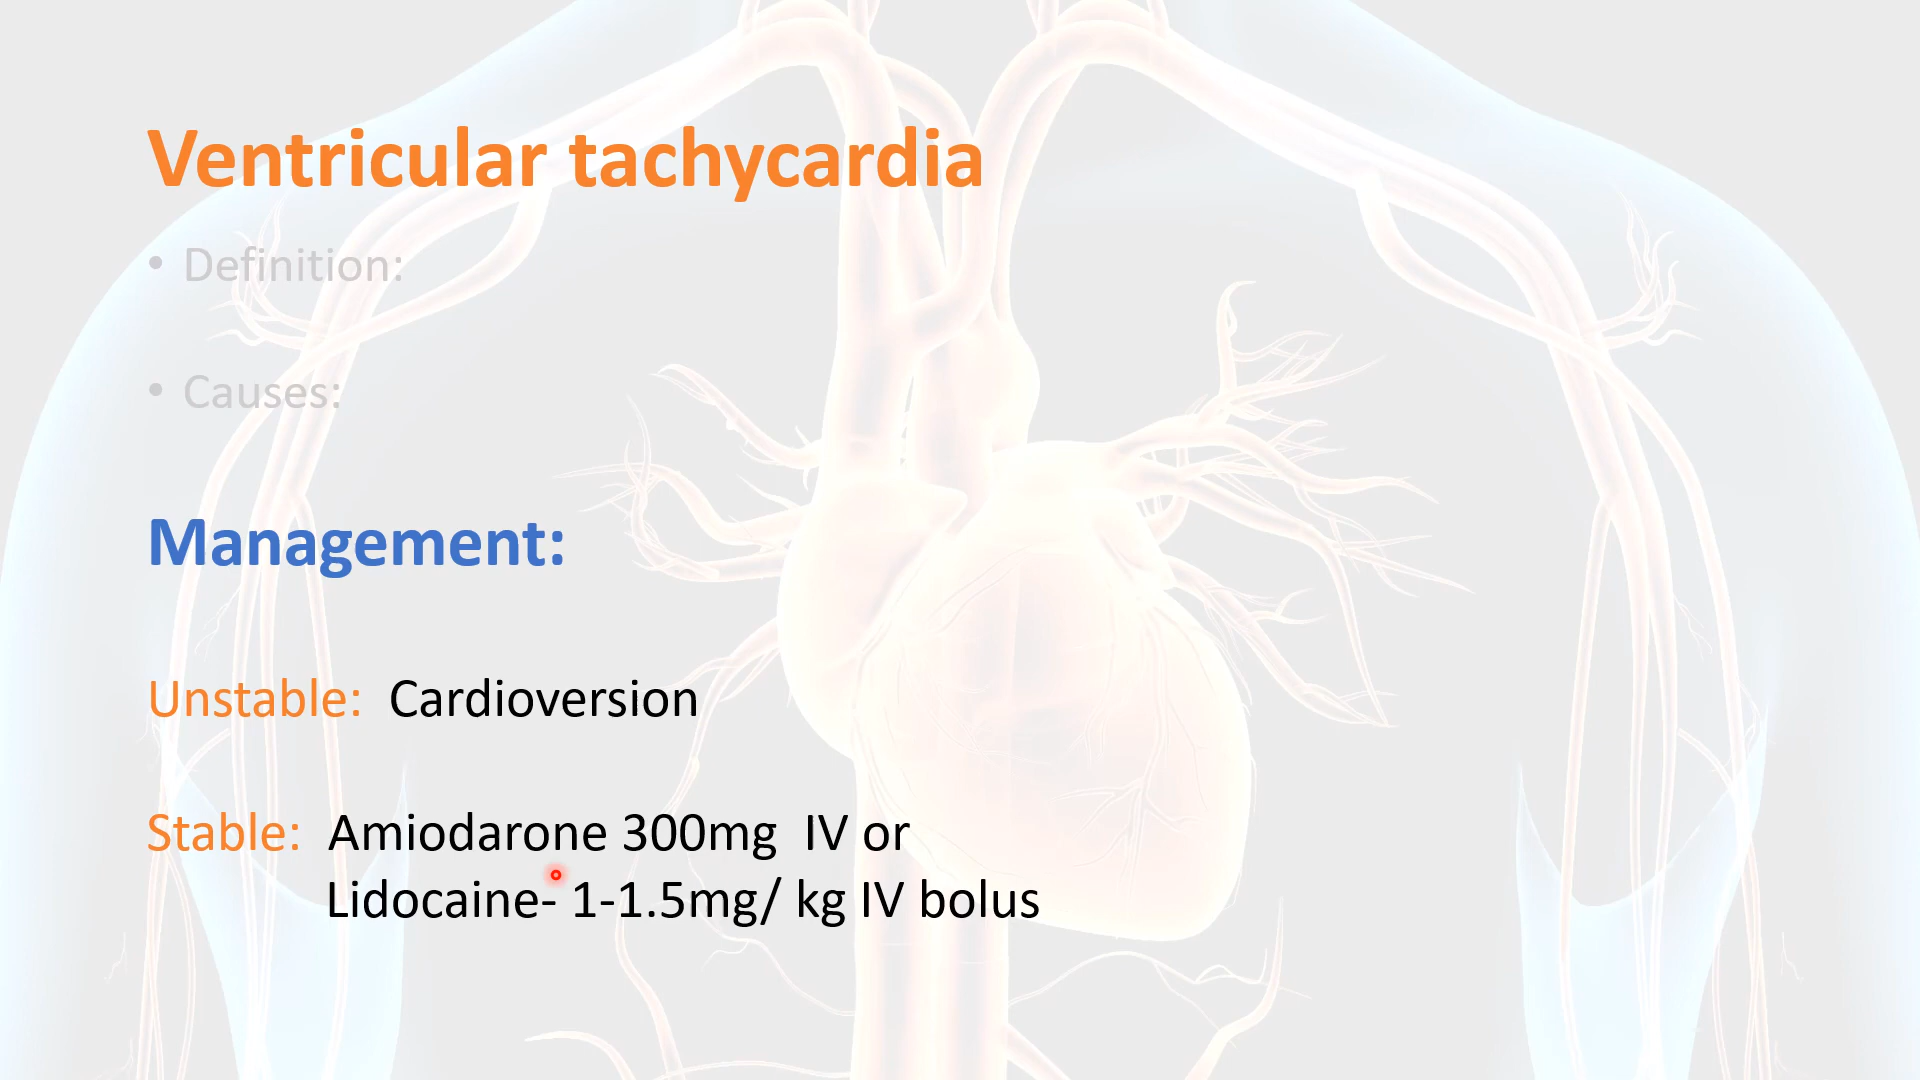 Ventricular tachycardia
• Definition:
• Causes:
Management:
Unstable: Cardioversion
Stable: Amiodarone 300mg IV or
Lidocaine- 1-1.5mg/ kg IV bolus